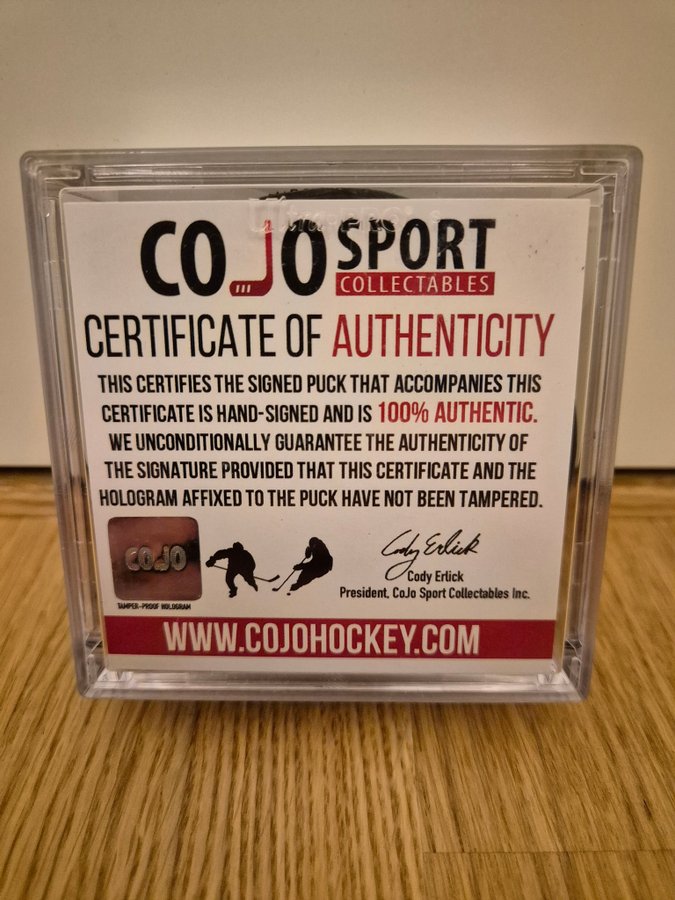 COJO SPORT
COLLECTABLES
CERTIFICATE OF AUTHENTICITY
THIS CERTIFIES THE SIGNED PUCK THAT ACCOMPANIES THIS
CERTIFICATE IS HAND-SIGNED AND IS 100% AUTHENTIC.
WE UNCONDITIONALLY GUARANTEE THE AUTHENTICITY OF
THE SIGNATURE PROVIDED THAT THIS CERTIFICATE AND THE
HOLOGRAM AFFIXED TO THE PUCK HAVE NOT BEEN TAMPERED.
COJO
TAMPER-PROOF HOLOGRAM
Cody Erlick
Cody Erlick
President, CoJo Sport Collectables Inc.
WWW.COJOHOCKEY.COM